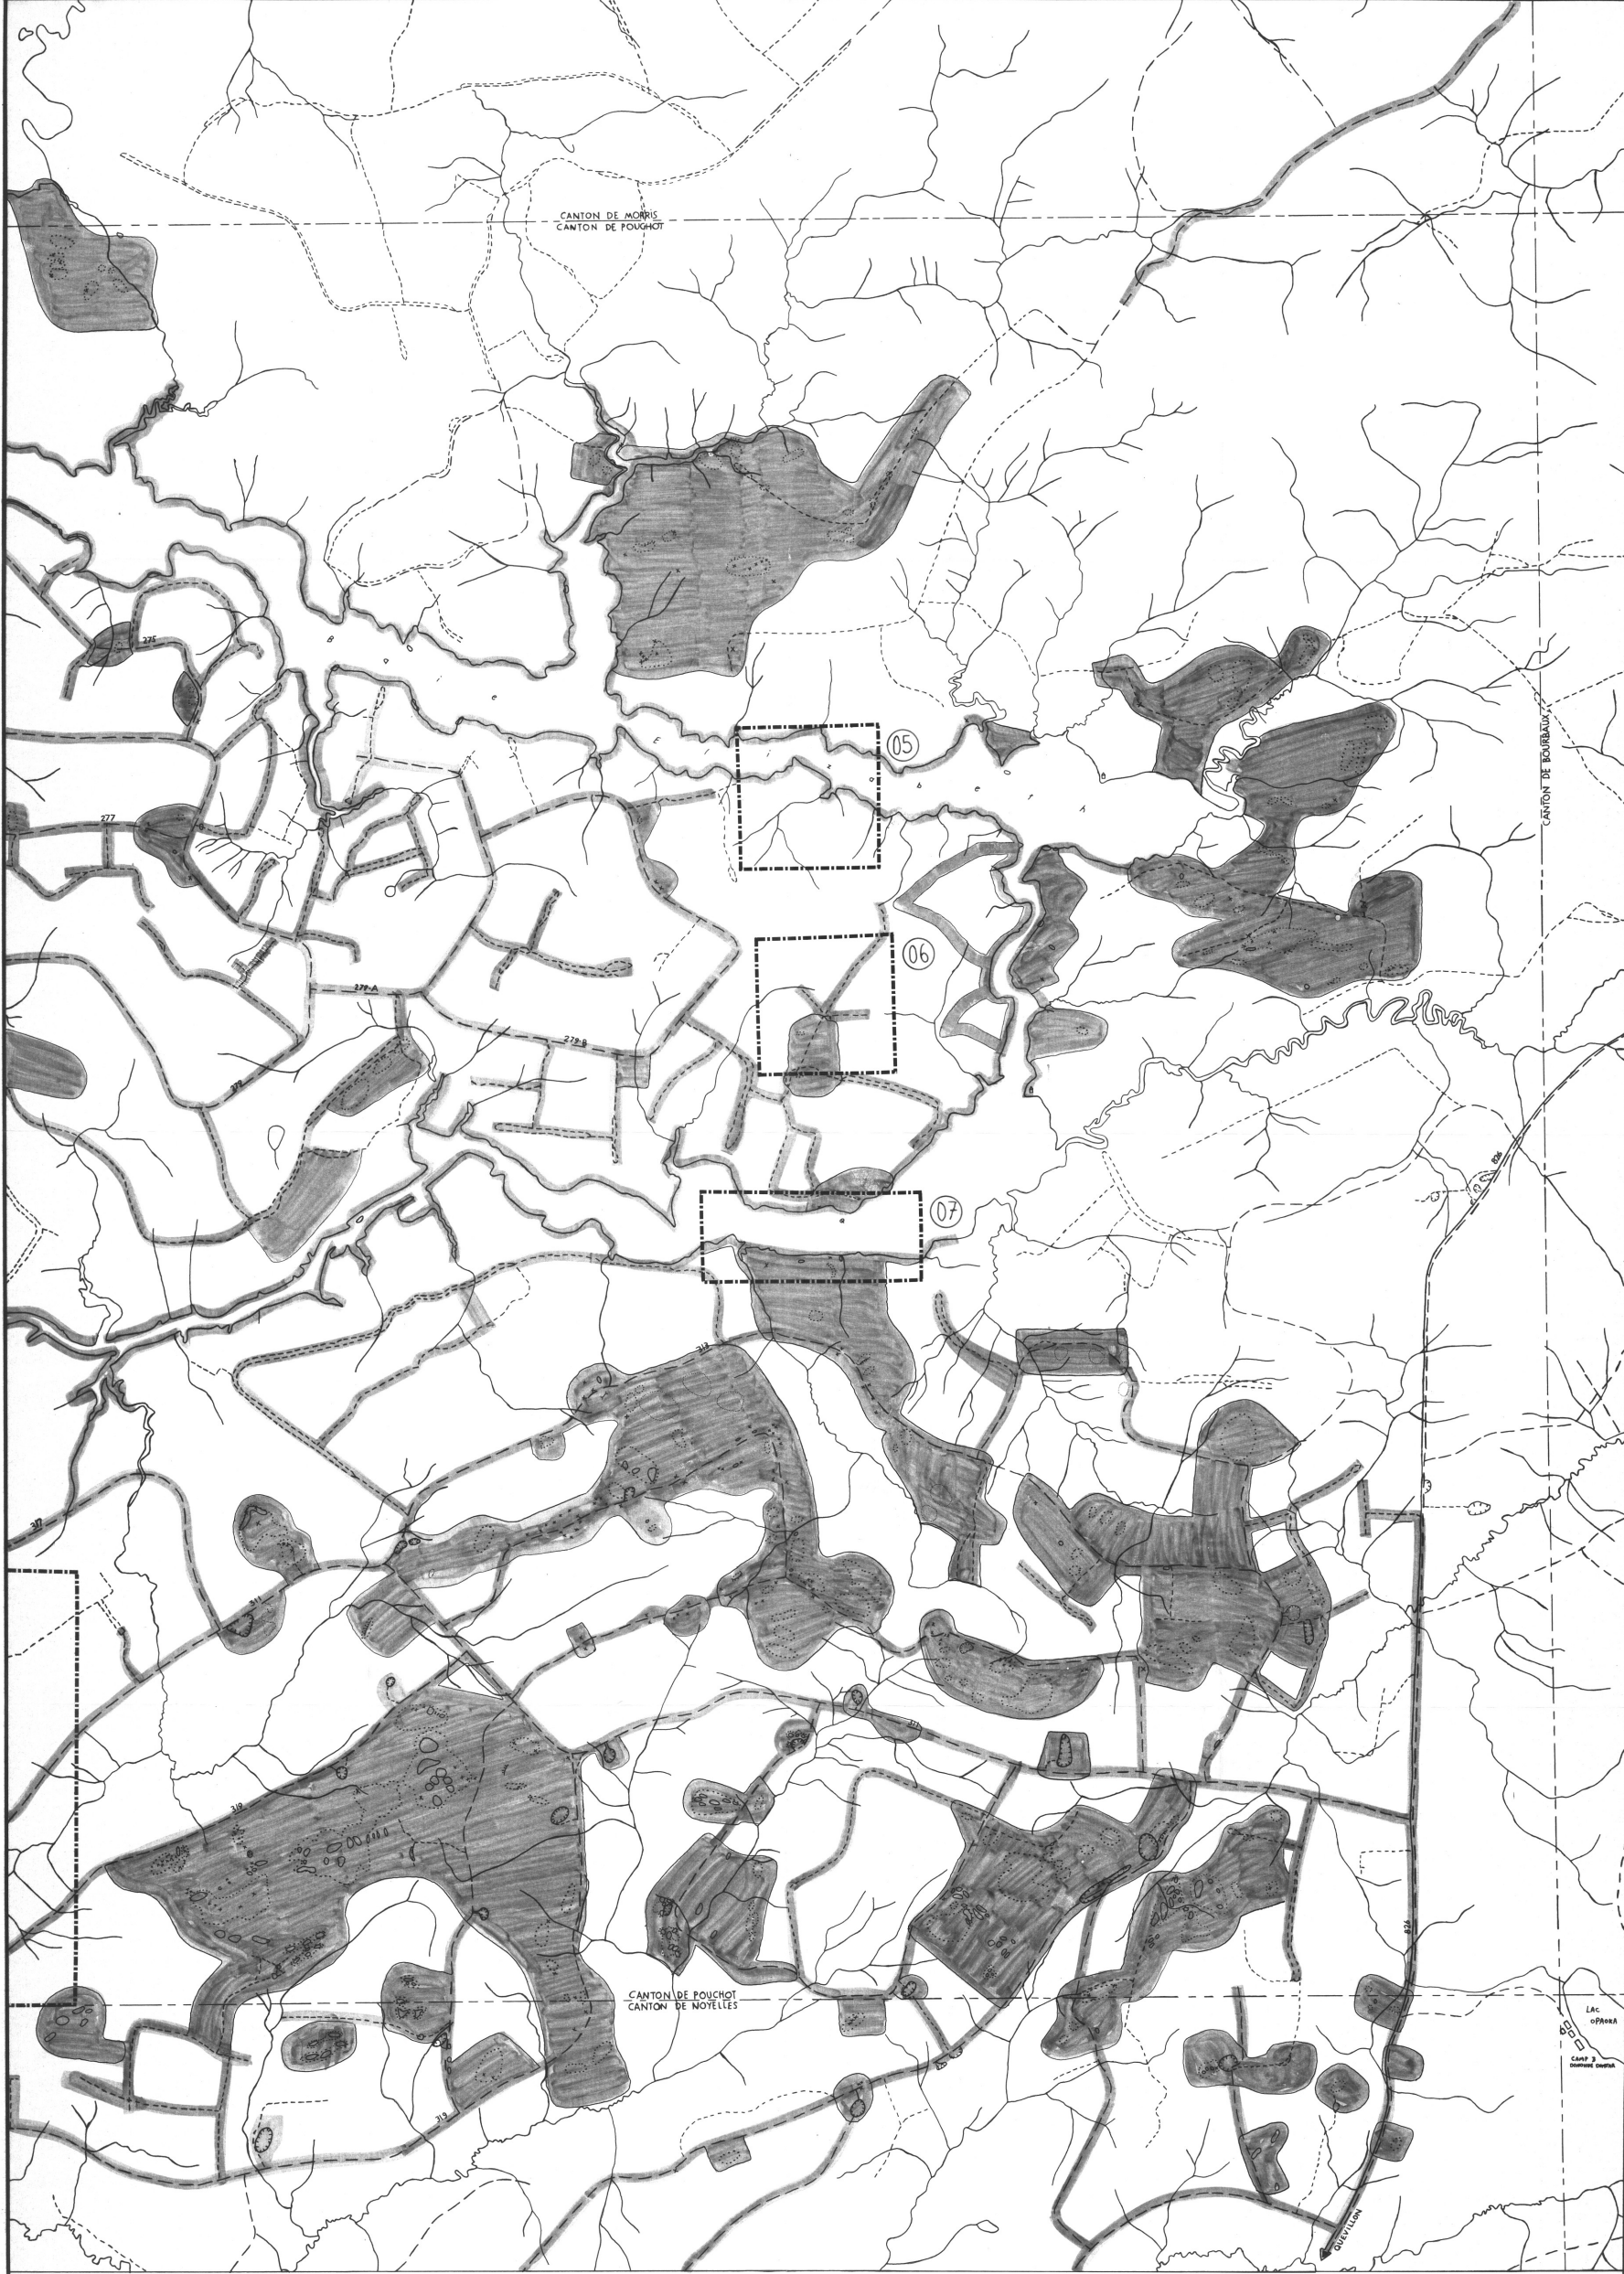 CANTON DE MORRIS
CANTON DE POUCHOT
275
05
CANTON DE BOURBAUX
277
06
279-A
279-B
826
07
313
317
311
319
826
CANTON DE POUCHOT
CANTON DE NOYELLES
LAC
OPAOKA
CAMP 3
319
QUEVILLON